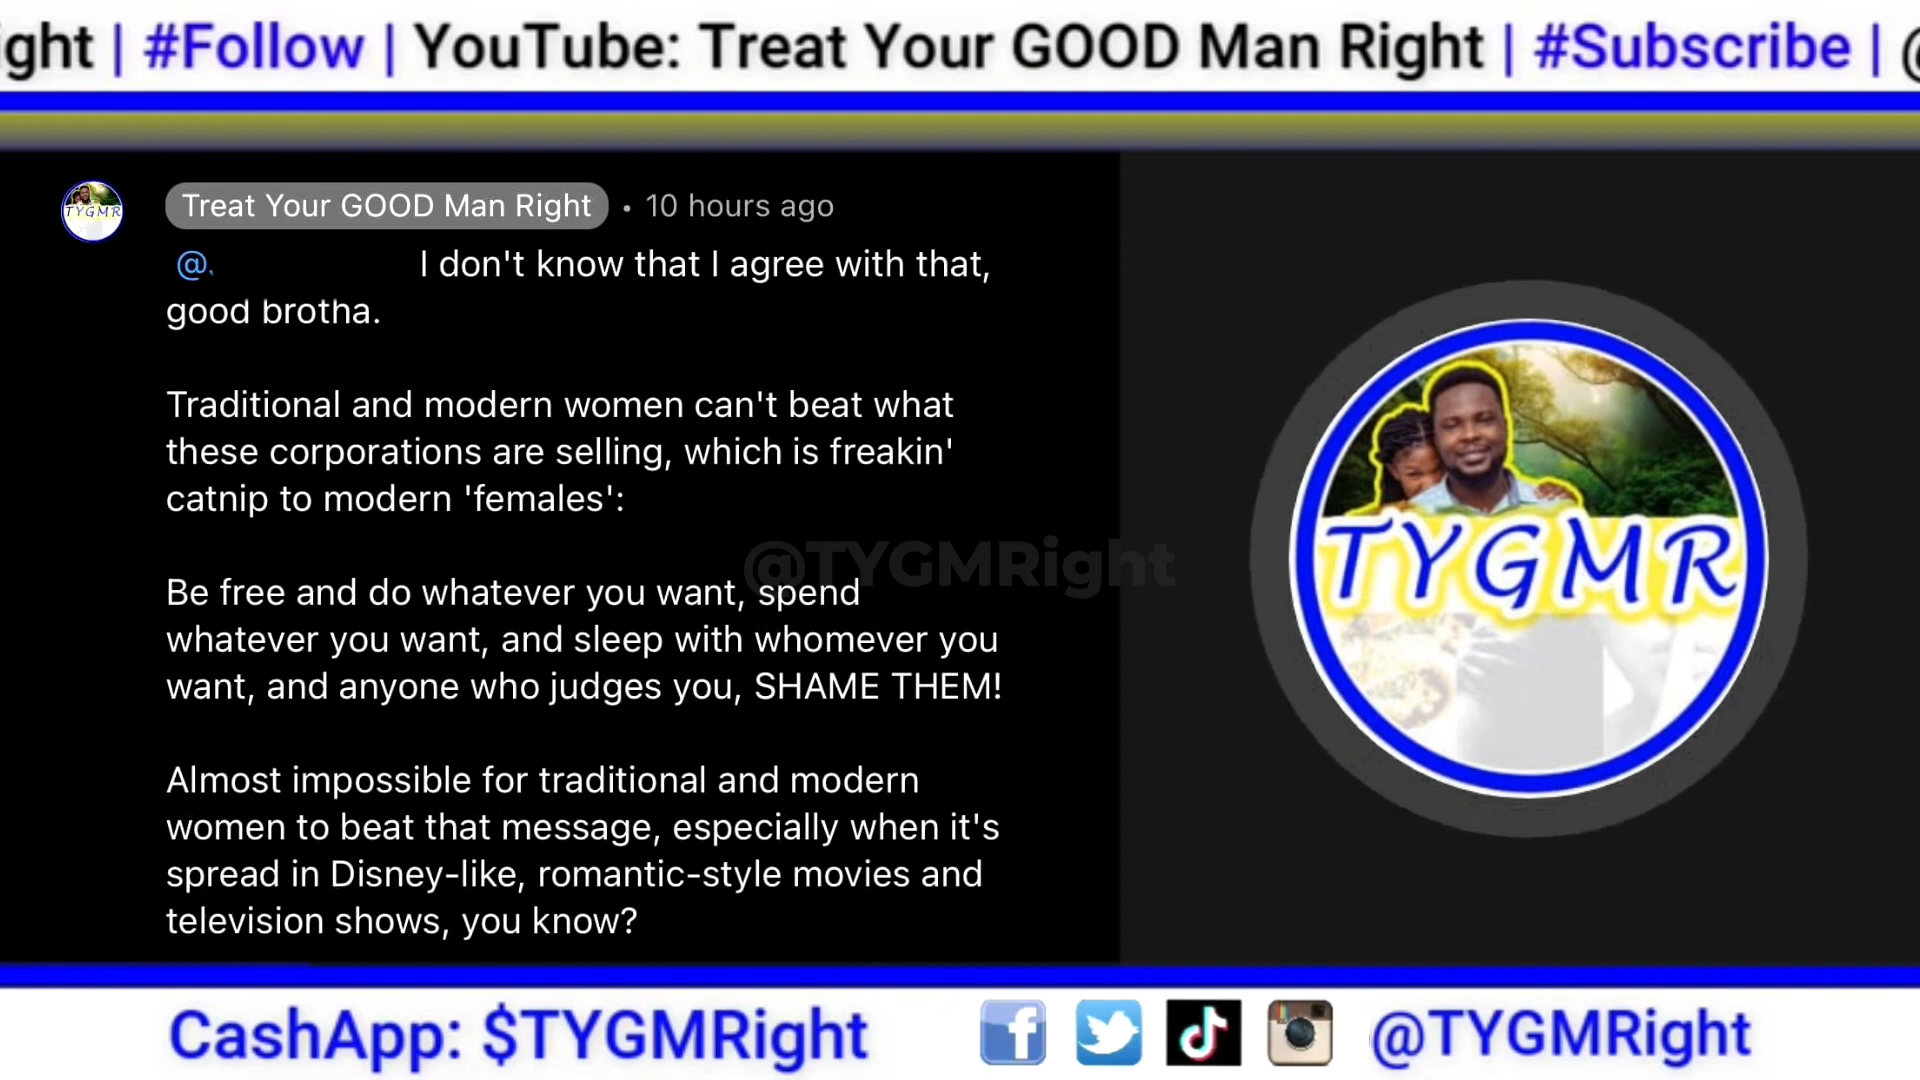 ight | #Follow | YouTube: Treat Your GOOD Man Right | #Subscribe | @
TYGMR
Treat Your GOOD Man Right • 10 hours ago
@. I don't know that I agree with that,
good brotha.
Traditional and modern women can't beat what
these corporations are selling, which is freakin'
catnip to modern 'females':
@TYGMRight
Be free and do whatever you want, spend
whatever you want, and sleep with whomever you
want, and anyone who judges you, SHAME THEM!
Almost impossible for traditional and modern
women to beat that message, especially when it's
spread in Disney-like, romantic-style movies and
television shows, you know?
TYGMR
CashApp: $TYGMRight
@TYGMRight